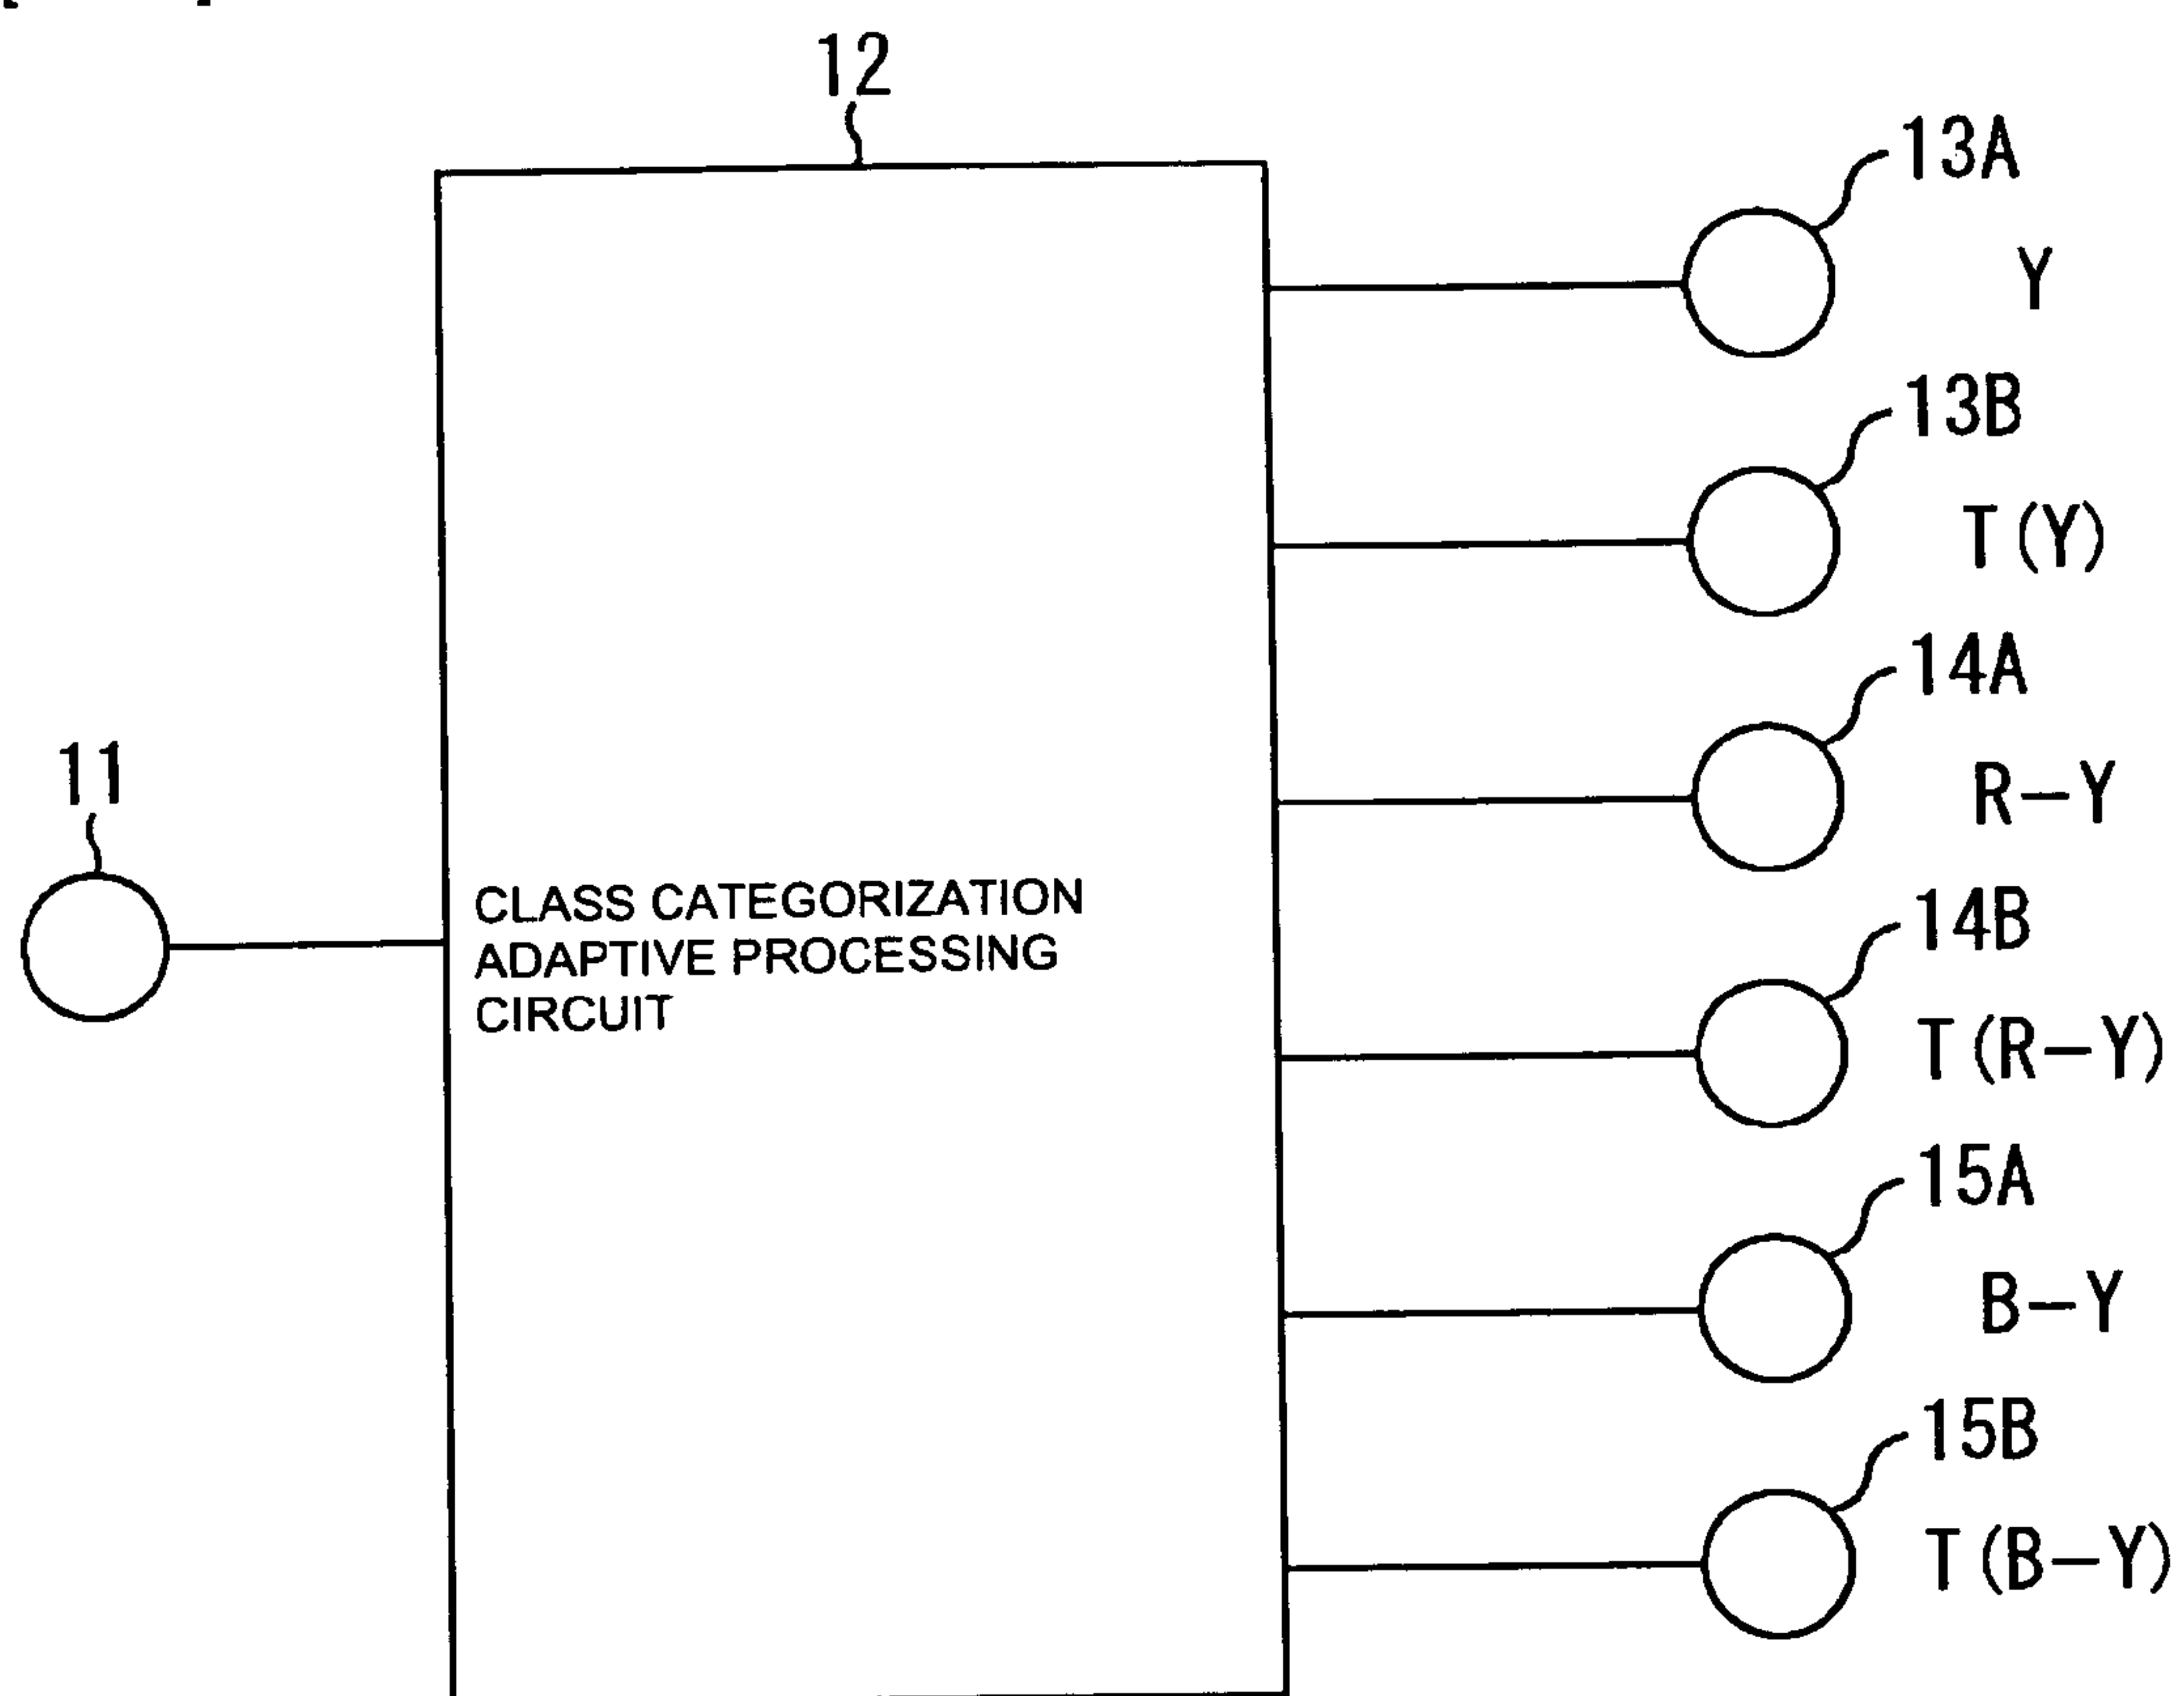 12
13A
Y
13B
T(Y)
14A
R-Y
11
CLASS CATEGORIZATION
ADAPTIVE PROCESSING
CIRCUIT
14B
T(R-Y)
15A
B-Y
15B
T(B-Y)